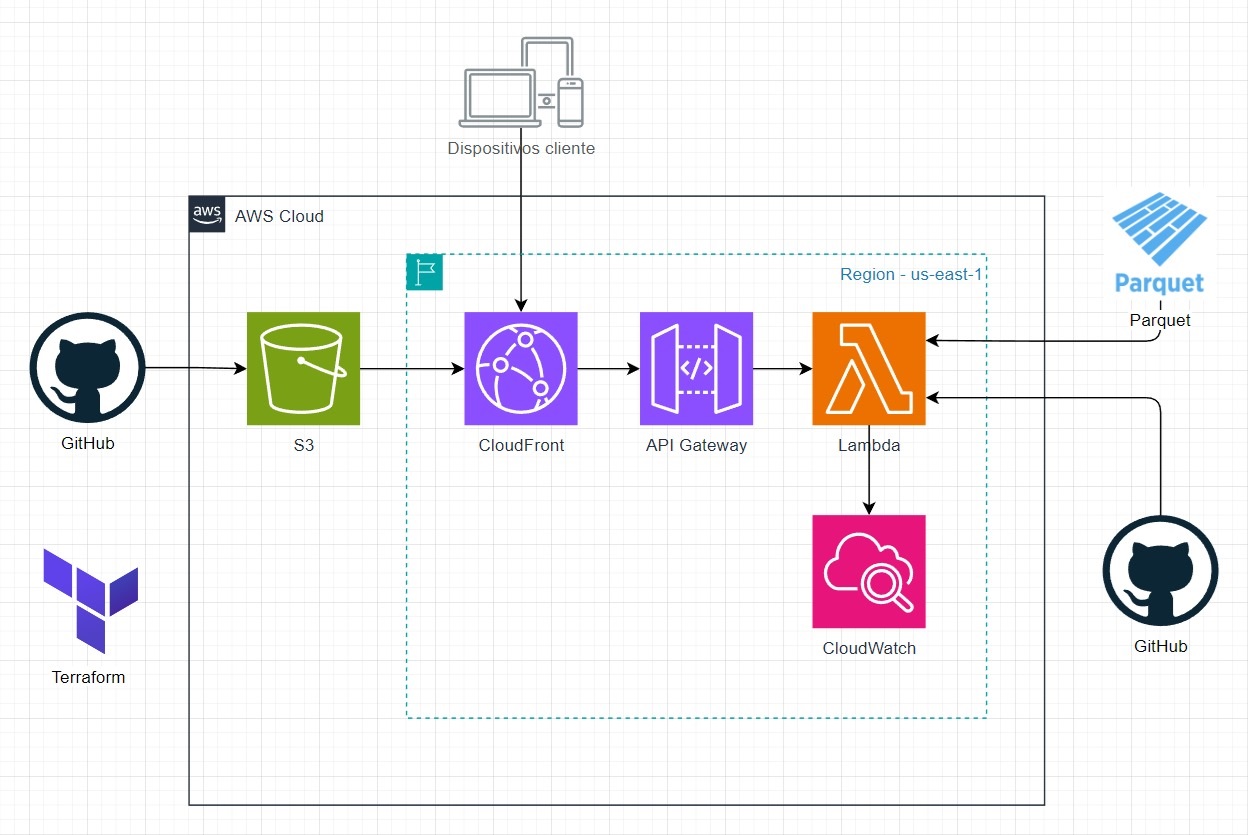 Dispositivos cliente
aws
AWS Cloud
Region - us-east-1
Parquet
Parquet
GitHub
S3
CloudFront
</>
API Gateway
Lambda
CloudWatch
GitHub
Terraform